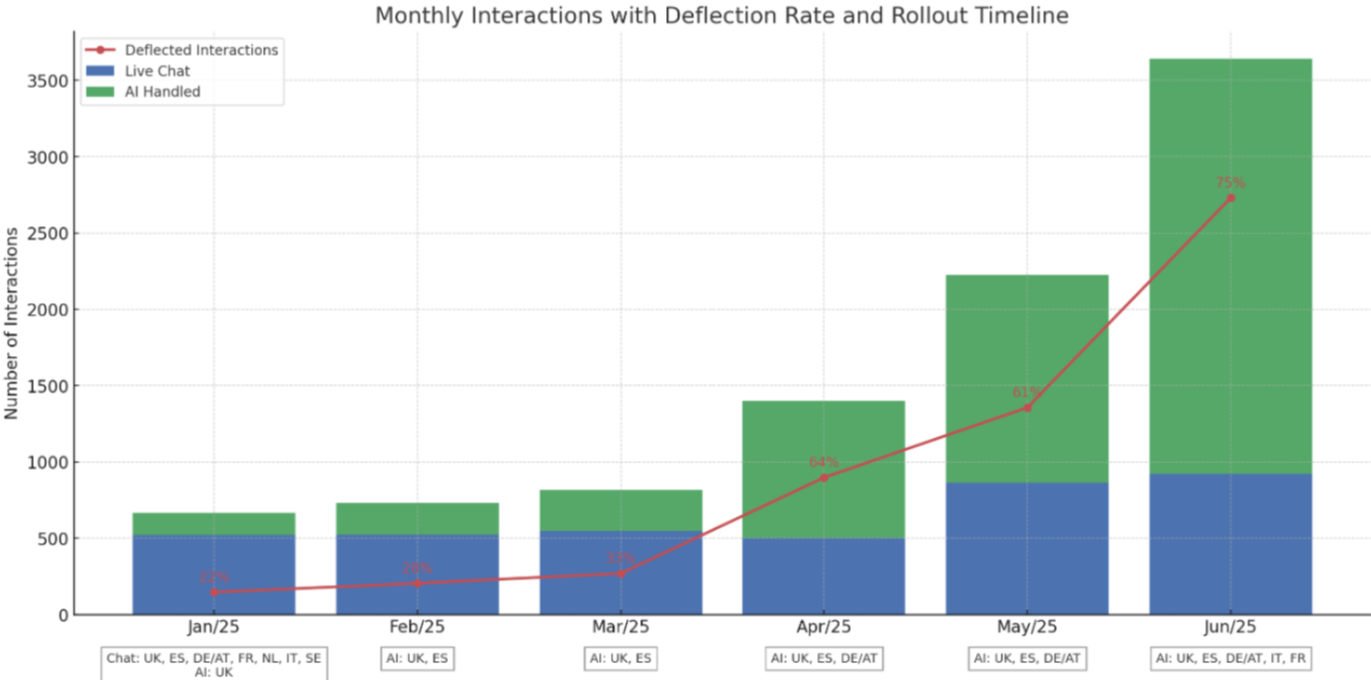 Monthly Interactions with Deflection Rate and Rollout Timeline
Deflected Interactions
Live Chat
AI Handled
Number of Interactions
3500
3000
2500
2000
1500
1000
500
0
22%
28%
33%
64%
61%
75%
Jan/25
Feb/25
Mar/25
Apr/25
May/25
Jun/25
Chat: UK, ES, DE/AT, FR, NL, IT, SE
AI: UK
AI: UK, ES
AI: UK, ES
AI: UK, ES, DE/AT
AI: UK, ES, DE/AT
AI: UK, ES, DE/AT, IT, FR